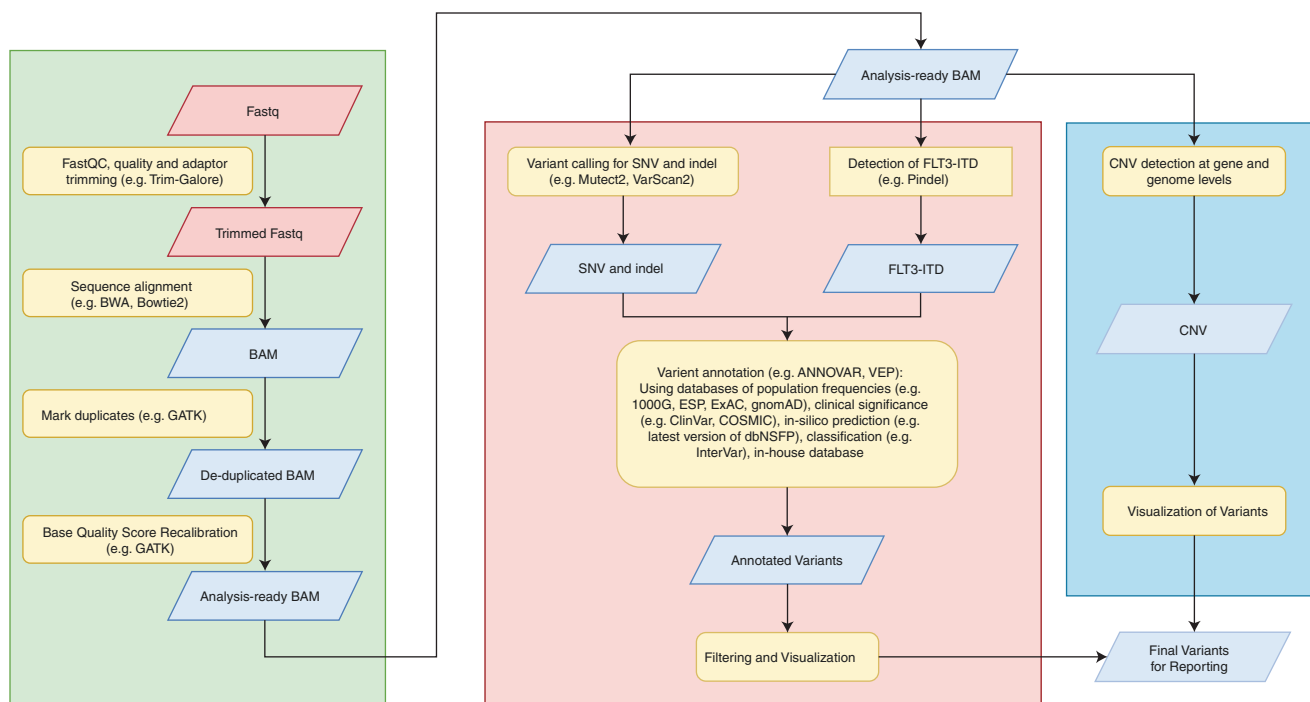 Fastq
FastQC, quality and adaptor
trimming (e.g. Trim-Galore)
Trimmed Fastq
Sequence alignment
(e.g. BWA, Bowtie2)
BAM
Mark duplicates (e.g. GATK)
De-duplicated BAM
Base Quality Score Recalibration
(e.g. GATK)
Analysis-ready BAM
Analysis-ready BAM
Variant calling for SNV and indel
(e.g. Mutect2, VarScan2)
Detection of FLT3-ITD
(e.g. Pindel)
SNV and indel
FLT3-ITD
Varient annotation (e.g. ANNOVAR, VEP):
Using databases of population frequencies (e.g.
1000G, ESP, ExAC, gnomAD), clinical significance
(e.g. ClinVar, COSMIC), in-silico prediction (e.g.
latest version of dbNSFP), classification (e.g.
InterVar), in-house database
Annotated Variants
Filtering and Visualization
CNV detection at gene and
genome levels
CNV
Visualization of Variants
Final Variants
for Reporting